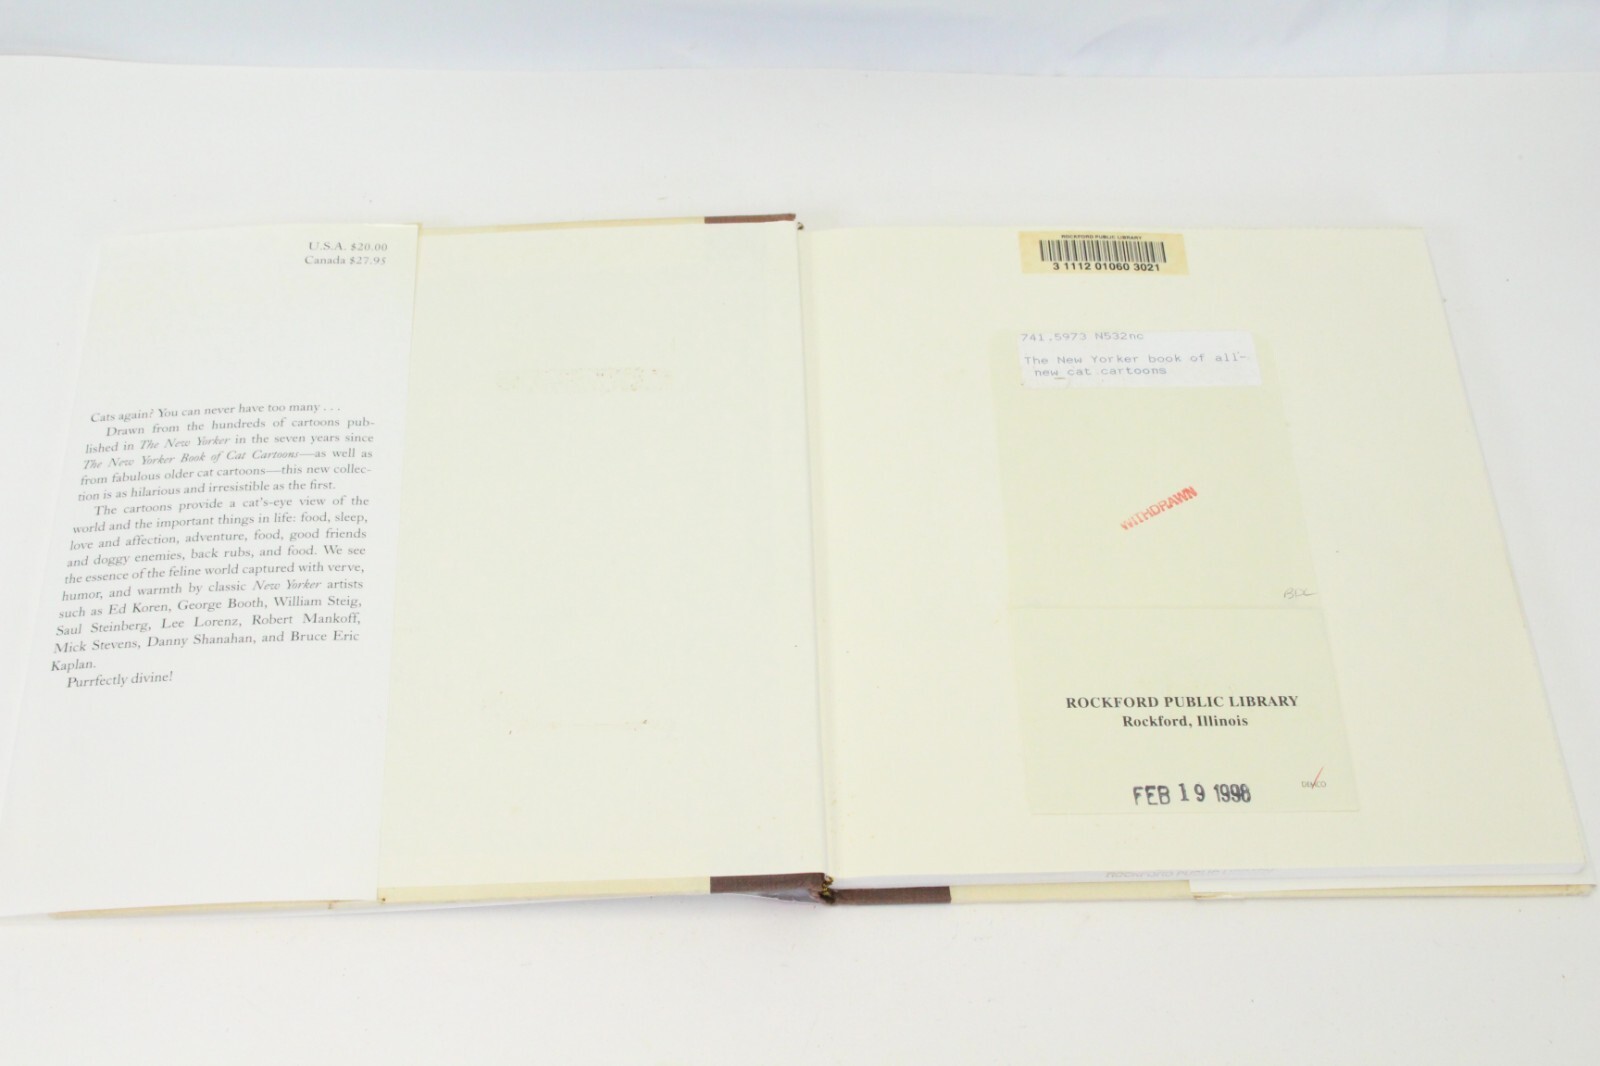 U.S.A. $20.00
Canada $27.95
Cats again? You can never have too many . . .
Drawn from the hundreds of cartoons pub-
lished in The New Yorker in the seven years since
The New Yorker Book of Cat Cartoons—as well as
from fabulous older cat cartoons—this new collec-
tion is as hilarious and irresistible as the first.
The cartoons provide a cat's-eye view of the
world and the important things in life: food, sleep,
love and affection, adventure, food, good friends
and doggy enemies, back rubs, and food. We see
the essence of the feline world captured with verve,
humor, and warmth by classic New Yorker artists
such as Ed Koren, George Booth, William Steig,
Saul Steinberg, Lee Lorenz, Robert Mankoff,
Mick Stevens, Danny Shanahan, and Bruce Eric
Kaplan.
Purrfectly divine!
ROCKFORD PUBLIC LIBRARY
3 1112 01060 3021
741.5973 N532nc
The New Yorker book of all-
new cat cartoons
WITHDRAWN
ROCKFORD PUBLIC LIBRARY
Rockford, Illinois
FEB 19 1998
DEMCO